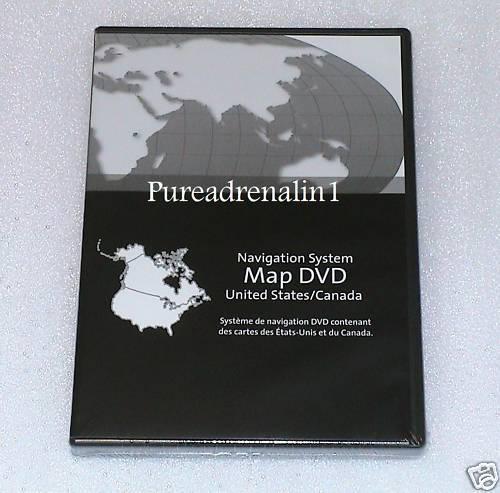 Pureadrenalin1
Navigation System
Map DVD
United States/Canada
Système de navigation DVD contenant
des cartes des États-Unis et du Canada.